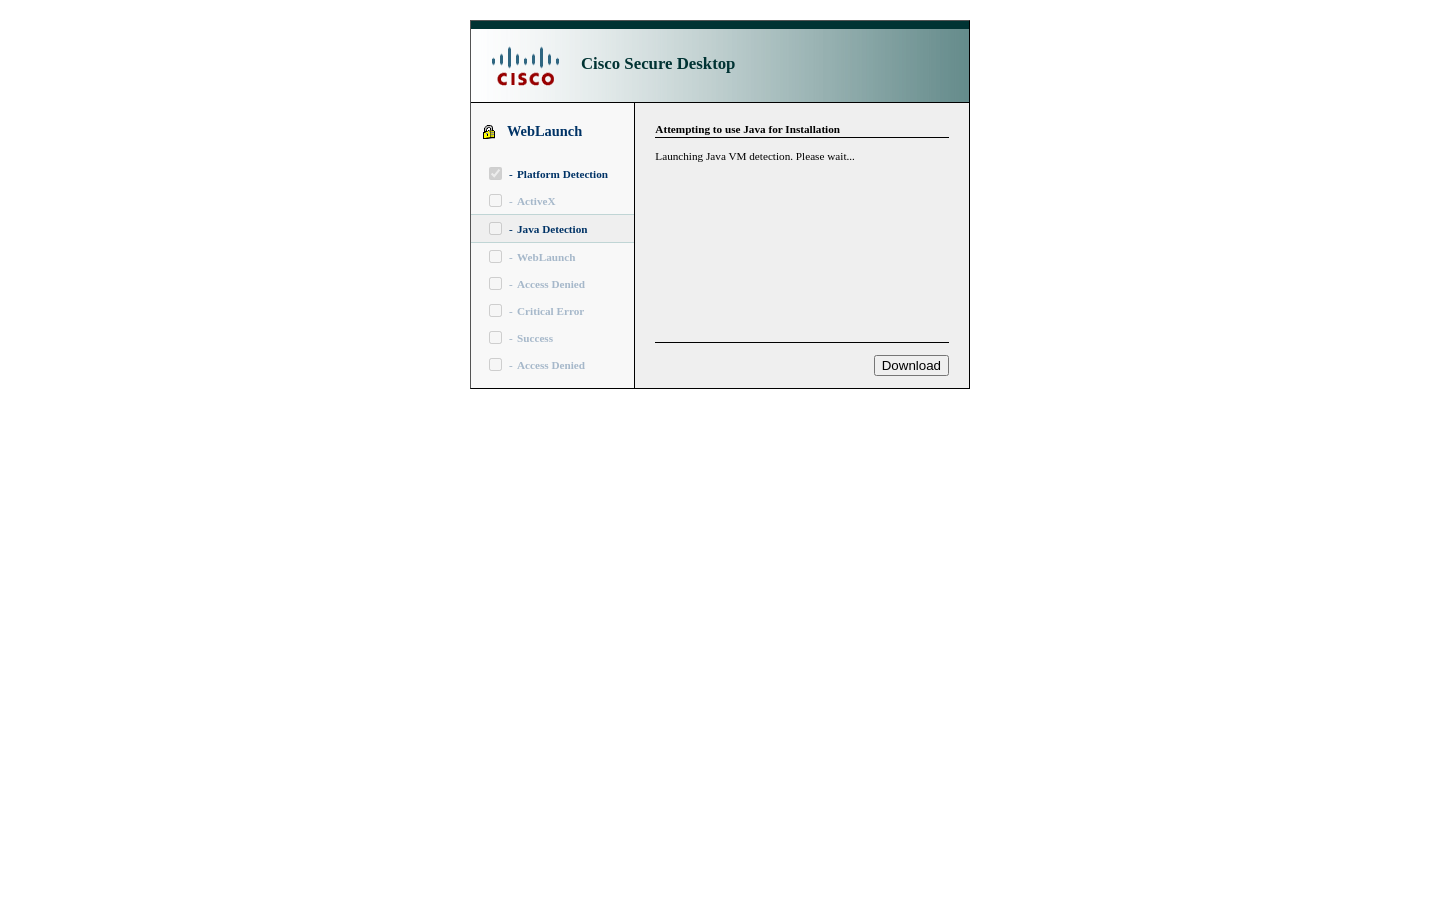 CISCO
Cisco Secure Desktop
WebLaunch
- Platform Detection
- ActiveX
- Java Detection
- WebLaunch
- Access Denied
- Critical Error
- Success
- Access Denied
Attempting to use Java for Installation
Launching Java VM detection. Please wait...
Download